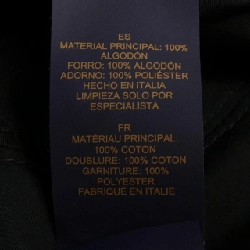 ES
MATERIAL PRINCIPAL: 100%
ALGODÓN
FORRO: 100% ALGODÓN
ADORNO: 100% POLIÉSTER
HECHO EN ITALIA
LIMPIEZA SOLO POR
ESPECIALISTA
FR
MATÉRIAU PRINCIPAL
: 100% COTON
DOUBLURE: 100% COTON
GARNITURE: 100%
POLYESTER
FABRIQUÉ EN ITALIE